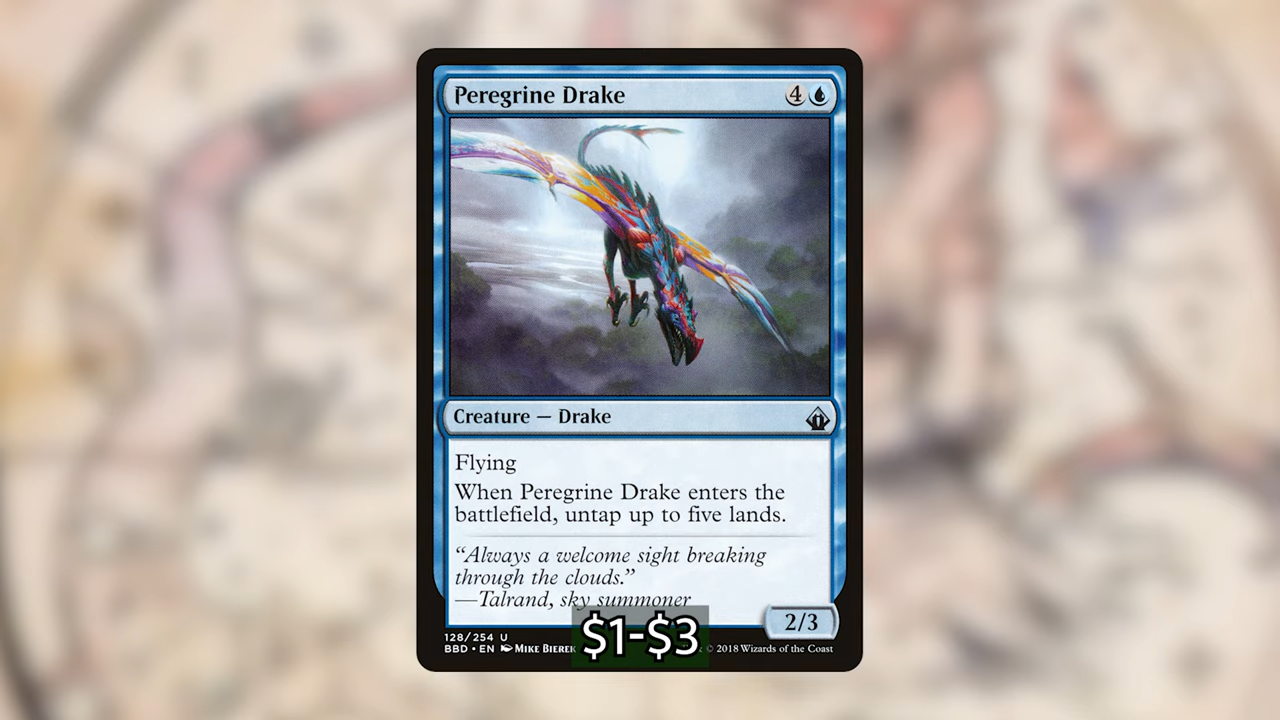 Peregrine Drake 4
Creature — Drake
Flying
When Peregrine Drake enters the
battlefield, untap up to five lands.
“Always a welcome sight breaking
through the clouds.”
—Talrand, sky summoner
2/3
$1-$3
128/254 U
BBD • EN MIKE BIEREK © 2018 Wizards of the Coast